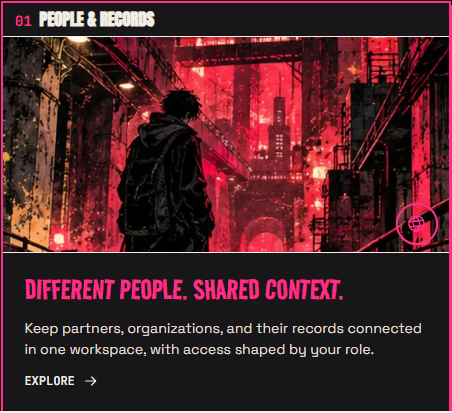 01 PEOPLE & RECORDS
DIFFERENT PEOPLE. SHARED CONTEXT.
Keep partners, organizations, and their records connected
in one workspace, with access shaped by your role.
EXPLORE →